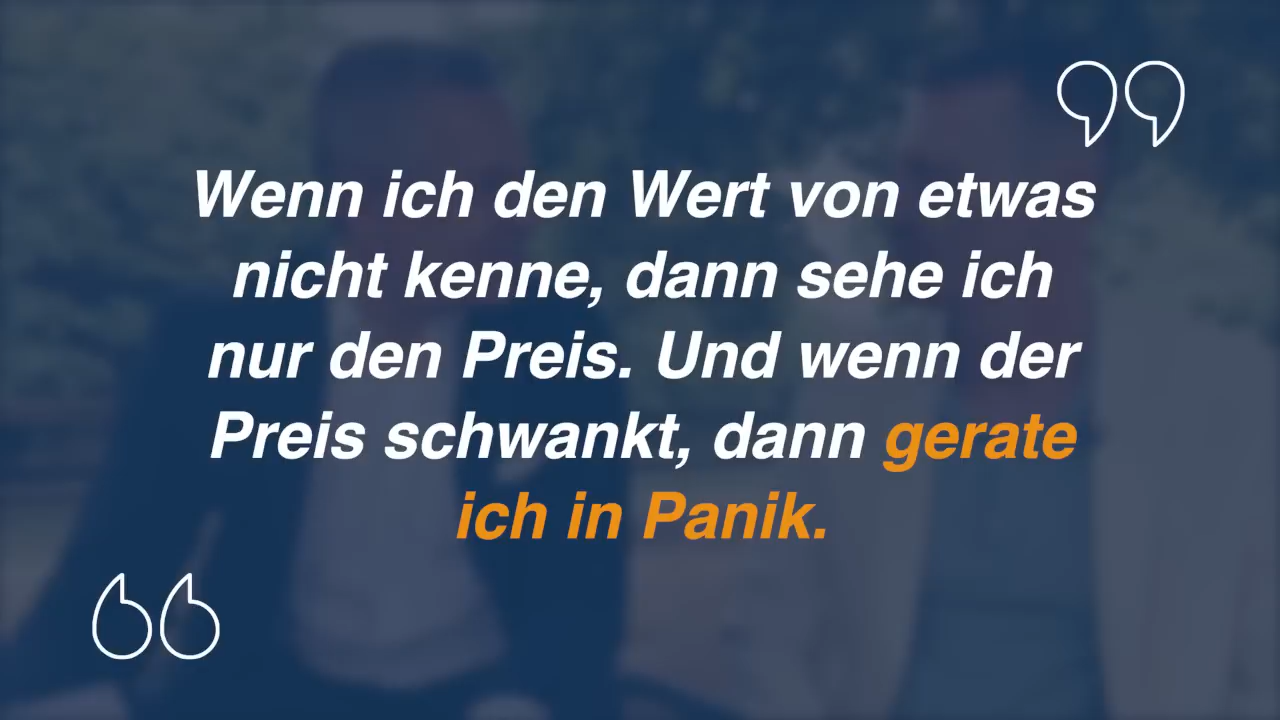 Wenn ich den Wert von etwas
nicht kenne, dann sehe ich
nur den Preis. Und wenn der
Preis schwankt, dann gerate
ich in Panik.